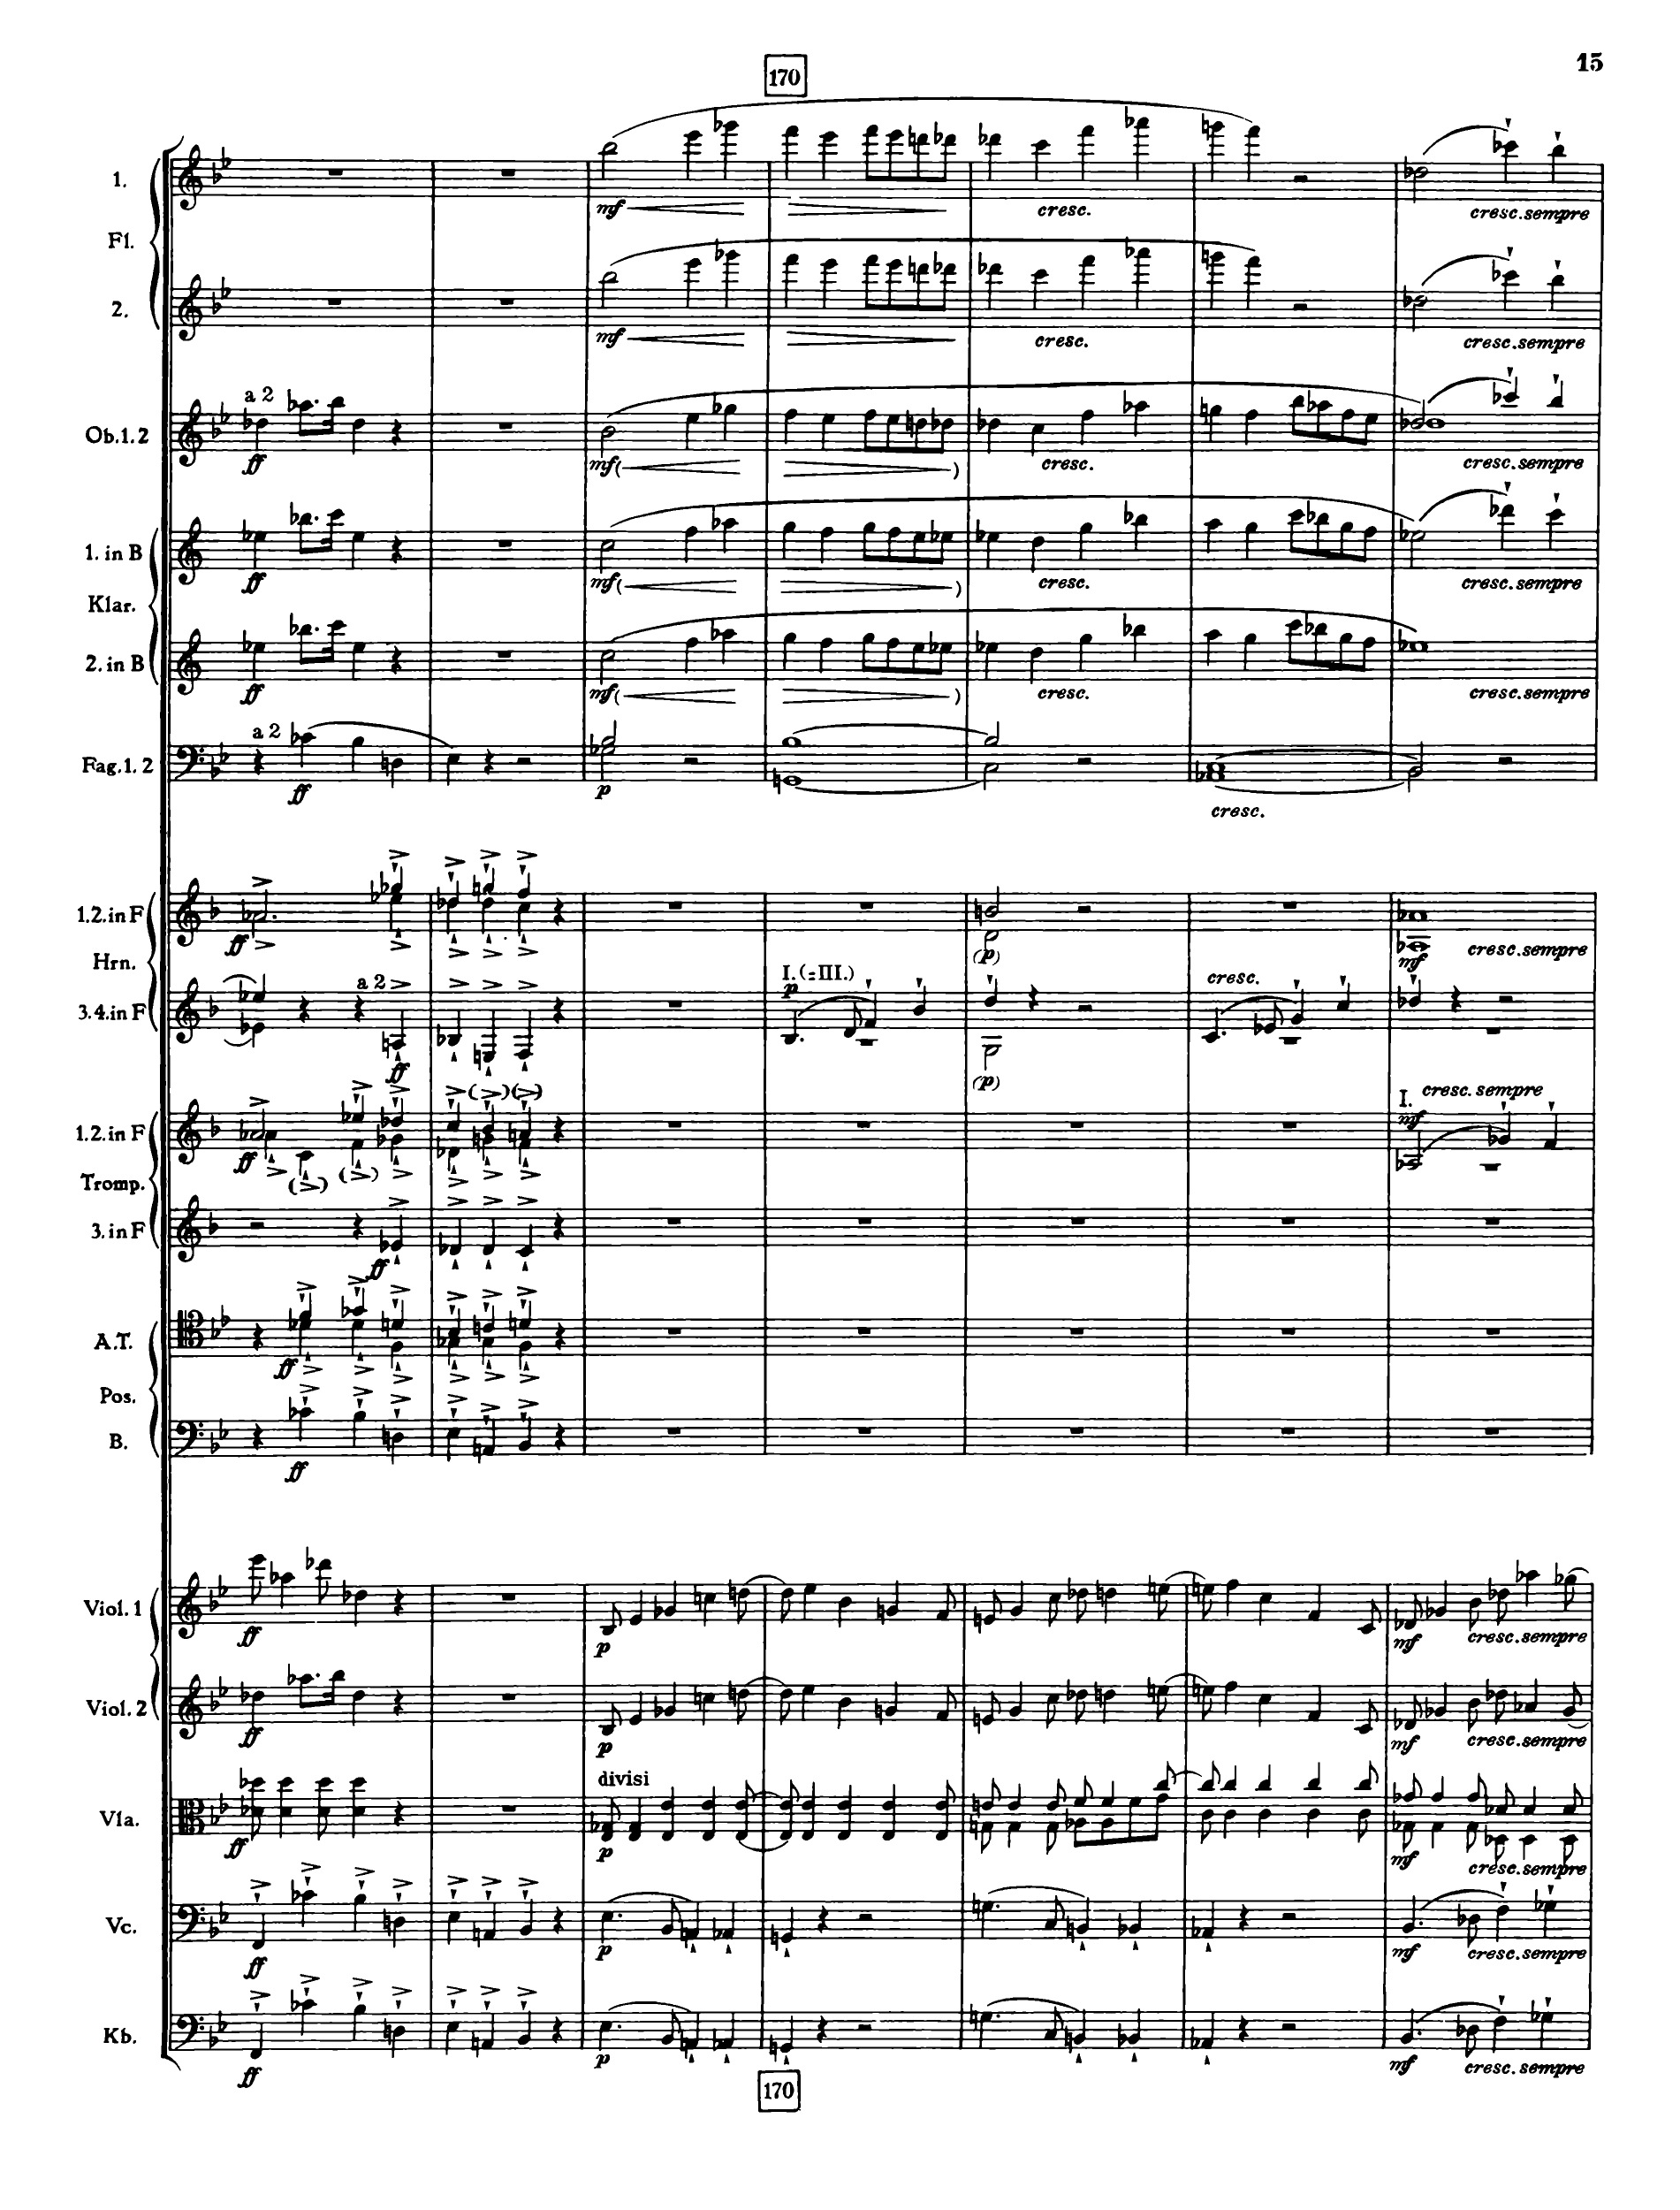 15
170
1.
mf
cresc.
cresc. sempre
Fl.
2.
mf
cresc.
cresc. sempre
a 2
Ob.1.2
ff
mf
cresc.
cresc. sempre
1. in B
ff
mf
cresc.
cresc. sempre
Klar.
2. in B
ff
mf
cresc.
cresc. sempre
a 2
Fag.1.2
ff
p
cresc.
1.2. in F
ff
(p)
mf
cresc. sempre
Hrn.
I. (=III.)
a 2
p
cresc.
3.4. in F
ff
(p)
I.
cresc. sempre
mf
1.2. in F
ff
Tromp.
3. in F
ff
A.T.
ff
Pos.
B.
ff
Viol. 1
ff
p
mf
cresc. sempre
Viol. 2
ff
p
mf
cresc. sempre
divisi
Vla.
ff
p
mf
cresc. sempre
Vc.
ff
p
mf
cresc. sempre
Kb.
ff
p
mf
cresc. sempre
170